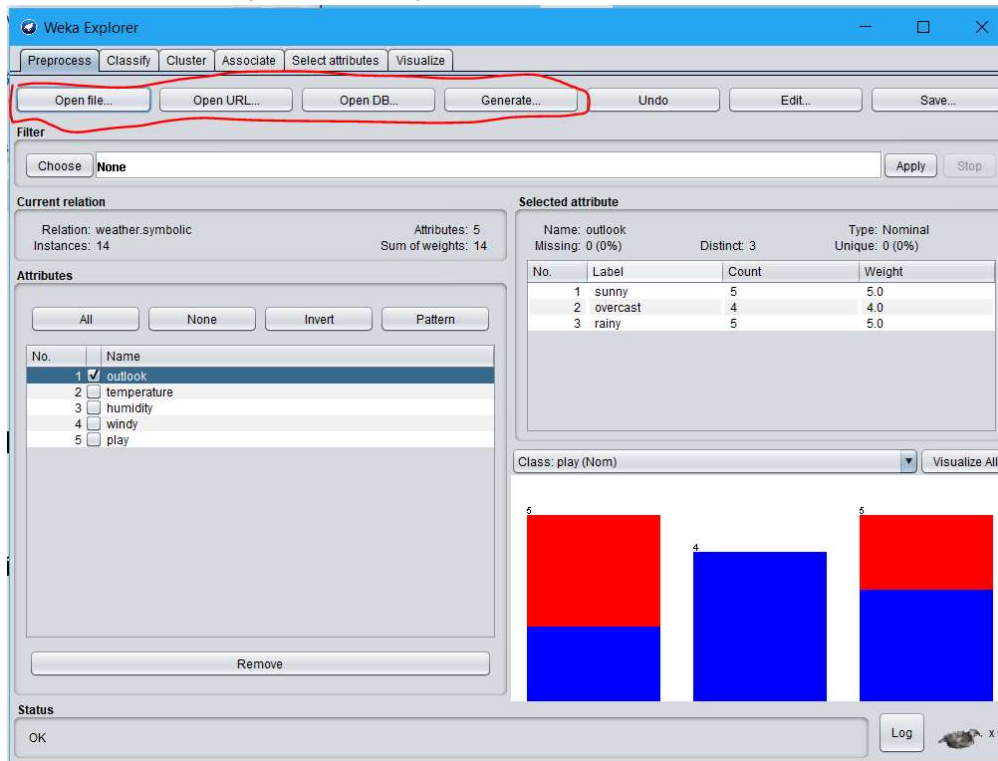 Weka Explorer
Preprocess Classify Cluster Associate Select attributes Visualize
Open file... Open URL... Open DB... Generate... Undo Edit... Save...
Filter
Choose None Apply Stop
Current relation
Relation: weather.symbolic Attributes: 5
Instances: 14 Sum of weights: 14
Attributes
All None Invert Pattern
No. Name
1 outlook
2 temperature
3 humidity
4 windy
5 play
Remove
Selected attribute
Name: outlook Type: Nominal
Missing: 0 (0%) Distinct: 3 Unique: 0 (0%)
No. Label Count Weight
1 sunny 5 5.0
2 overcast 4 4.0
3 rainy 5 5.0
Class: play (Nom) Visualize All
5 4 5
Status
OK
Log x